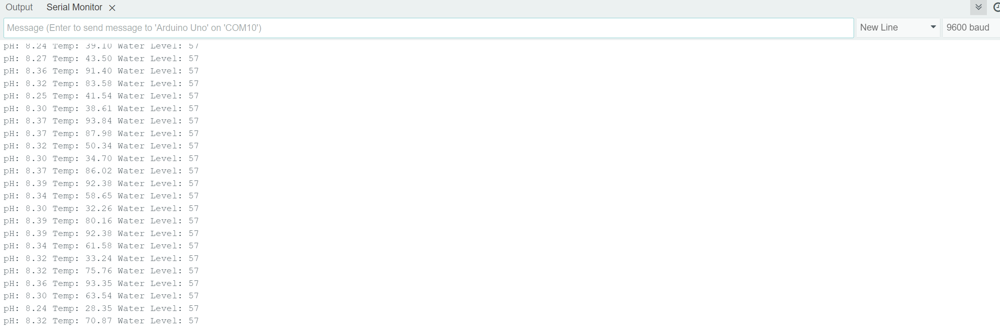 Output Serial Monitor
Message (Enter to send message to 'Arduino Uno' on 'COM10') New Line 9600 baud
pH: 8.24 Temp: 39.10 Water Level: 57
pH: 8.27 Temp: 43.50 Water Level: 57
pH: 8.36 Temp: 91.40 Water Level: 57
pH: 8.32 Temp: 83.58 Water Level: 57
pH: 8.25 Temp: 41.54 Water Level: 57
pH: 8.30 Temp: 38.61 Water Level: 57
pH: 8.37 Temp: 93.84 Water Level: 57
pH: 8.37 Temp: 87.98 Water Level: 57
pH: 8.32 Temp: 50.34 Water Level: 57
pH: 8.30 Temp: 34.70 Water Level: 57
pH: 8.37 Temp: 86.02 Water Level: 57
pH: 8.39 Temp: 92.38 Water Level: 57
pH: 8.34 Temp: 58.65 Water Level: 57
pH: 8.30 Temp: 32.26 Water Level: 57
pH: 8.39 Temp: 80.16 Water Level: 57
pH: 8.39 Temp: 92.38 Water Level: 57
pH: 8.34 Temp: 61.58 Water Level: 57
pH: 8.32 Temp: 33.24 Water Level: 57
pH: 8.32 Temp: 75.76 Water Level: 57
pH: 8.36 Temp: 93.35 Water Level: 57
pH: 8.30 Temp: 63.54 Water Level: 57
pH: 8.24 Temp: 28.35 Water Level: 57
pH: 8.32 Temp: 70.87 Water Level: 57